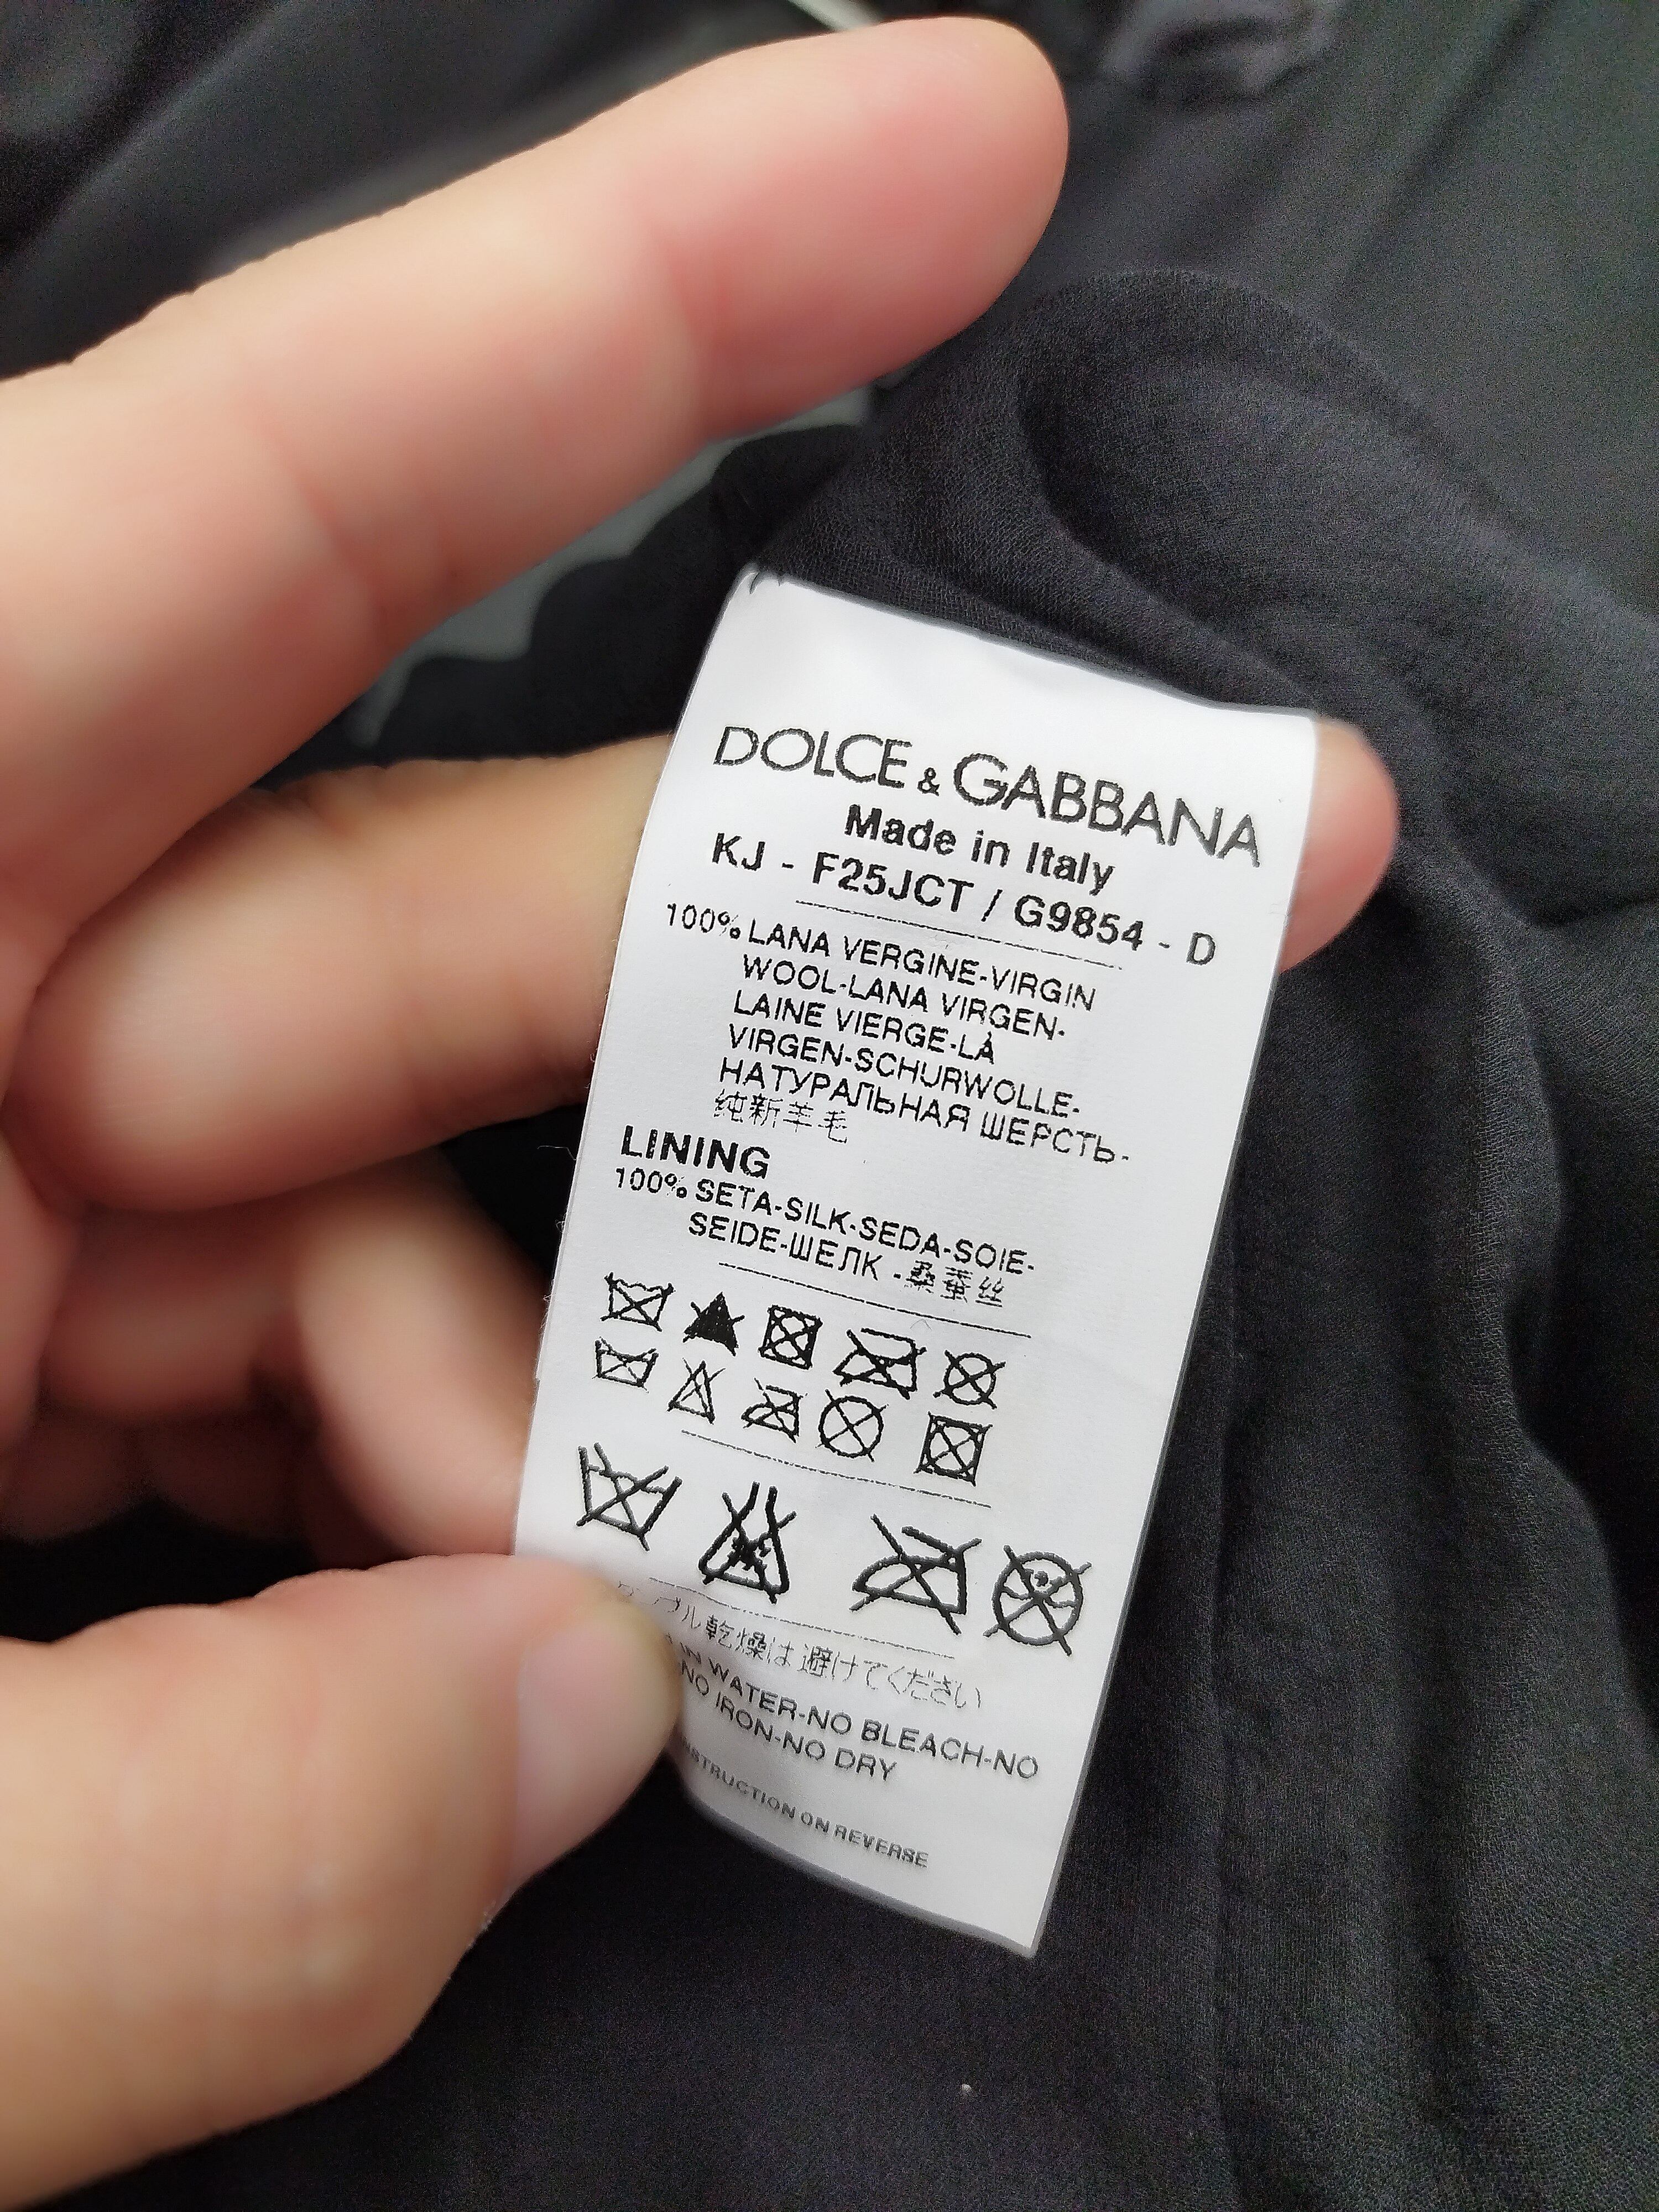 DOLCE & GABBANA
Made in Italy
KJ - F25JCT / G9854 - D
100% LANA VERGINE-VIRGIN
WOOL-LANA VIRGEN-
LAINE VIERGE-LÀ
VIRGEN-SCHURWOLLE-
НАТУРАЛЬНАЯ ШЕРСТЬ-
纯新羊毛
LINING
100% SETA-SILK-SEDA-SOIE-
SEIDE-ШЕЛК -桑蚕丝
乾燥は避けてください
WATER-NO BLEACH-NO
NO IRON-NO DRY
ON REVERSE